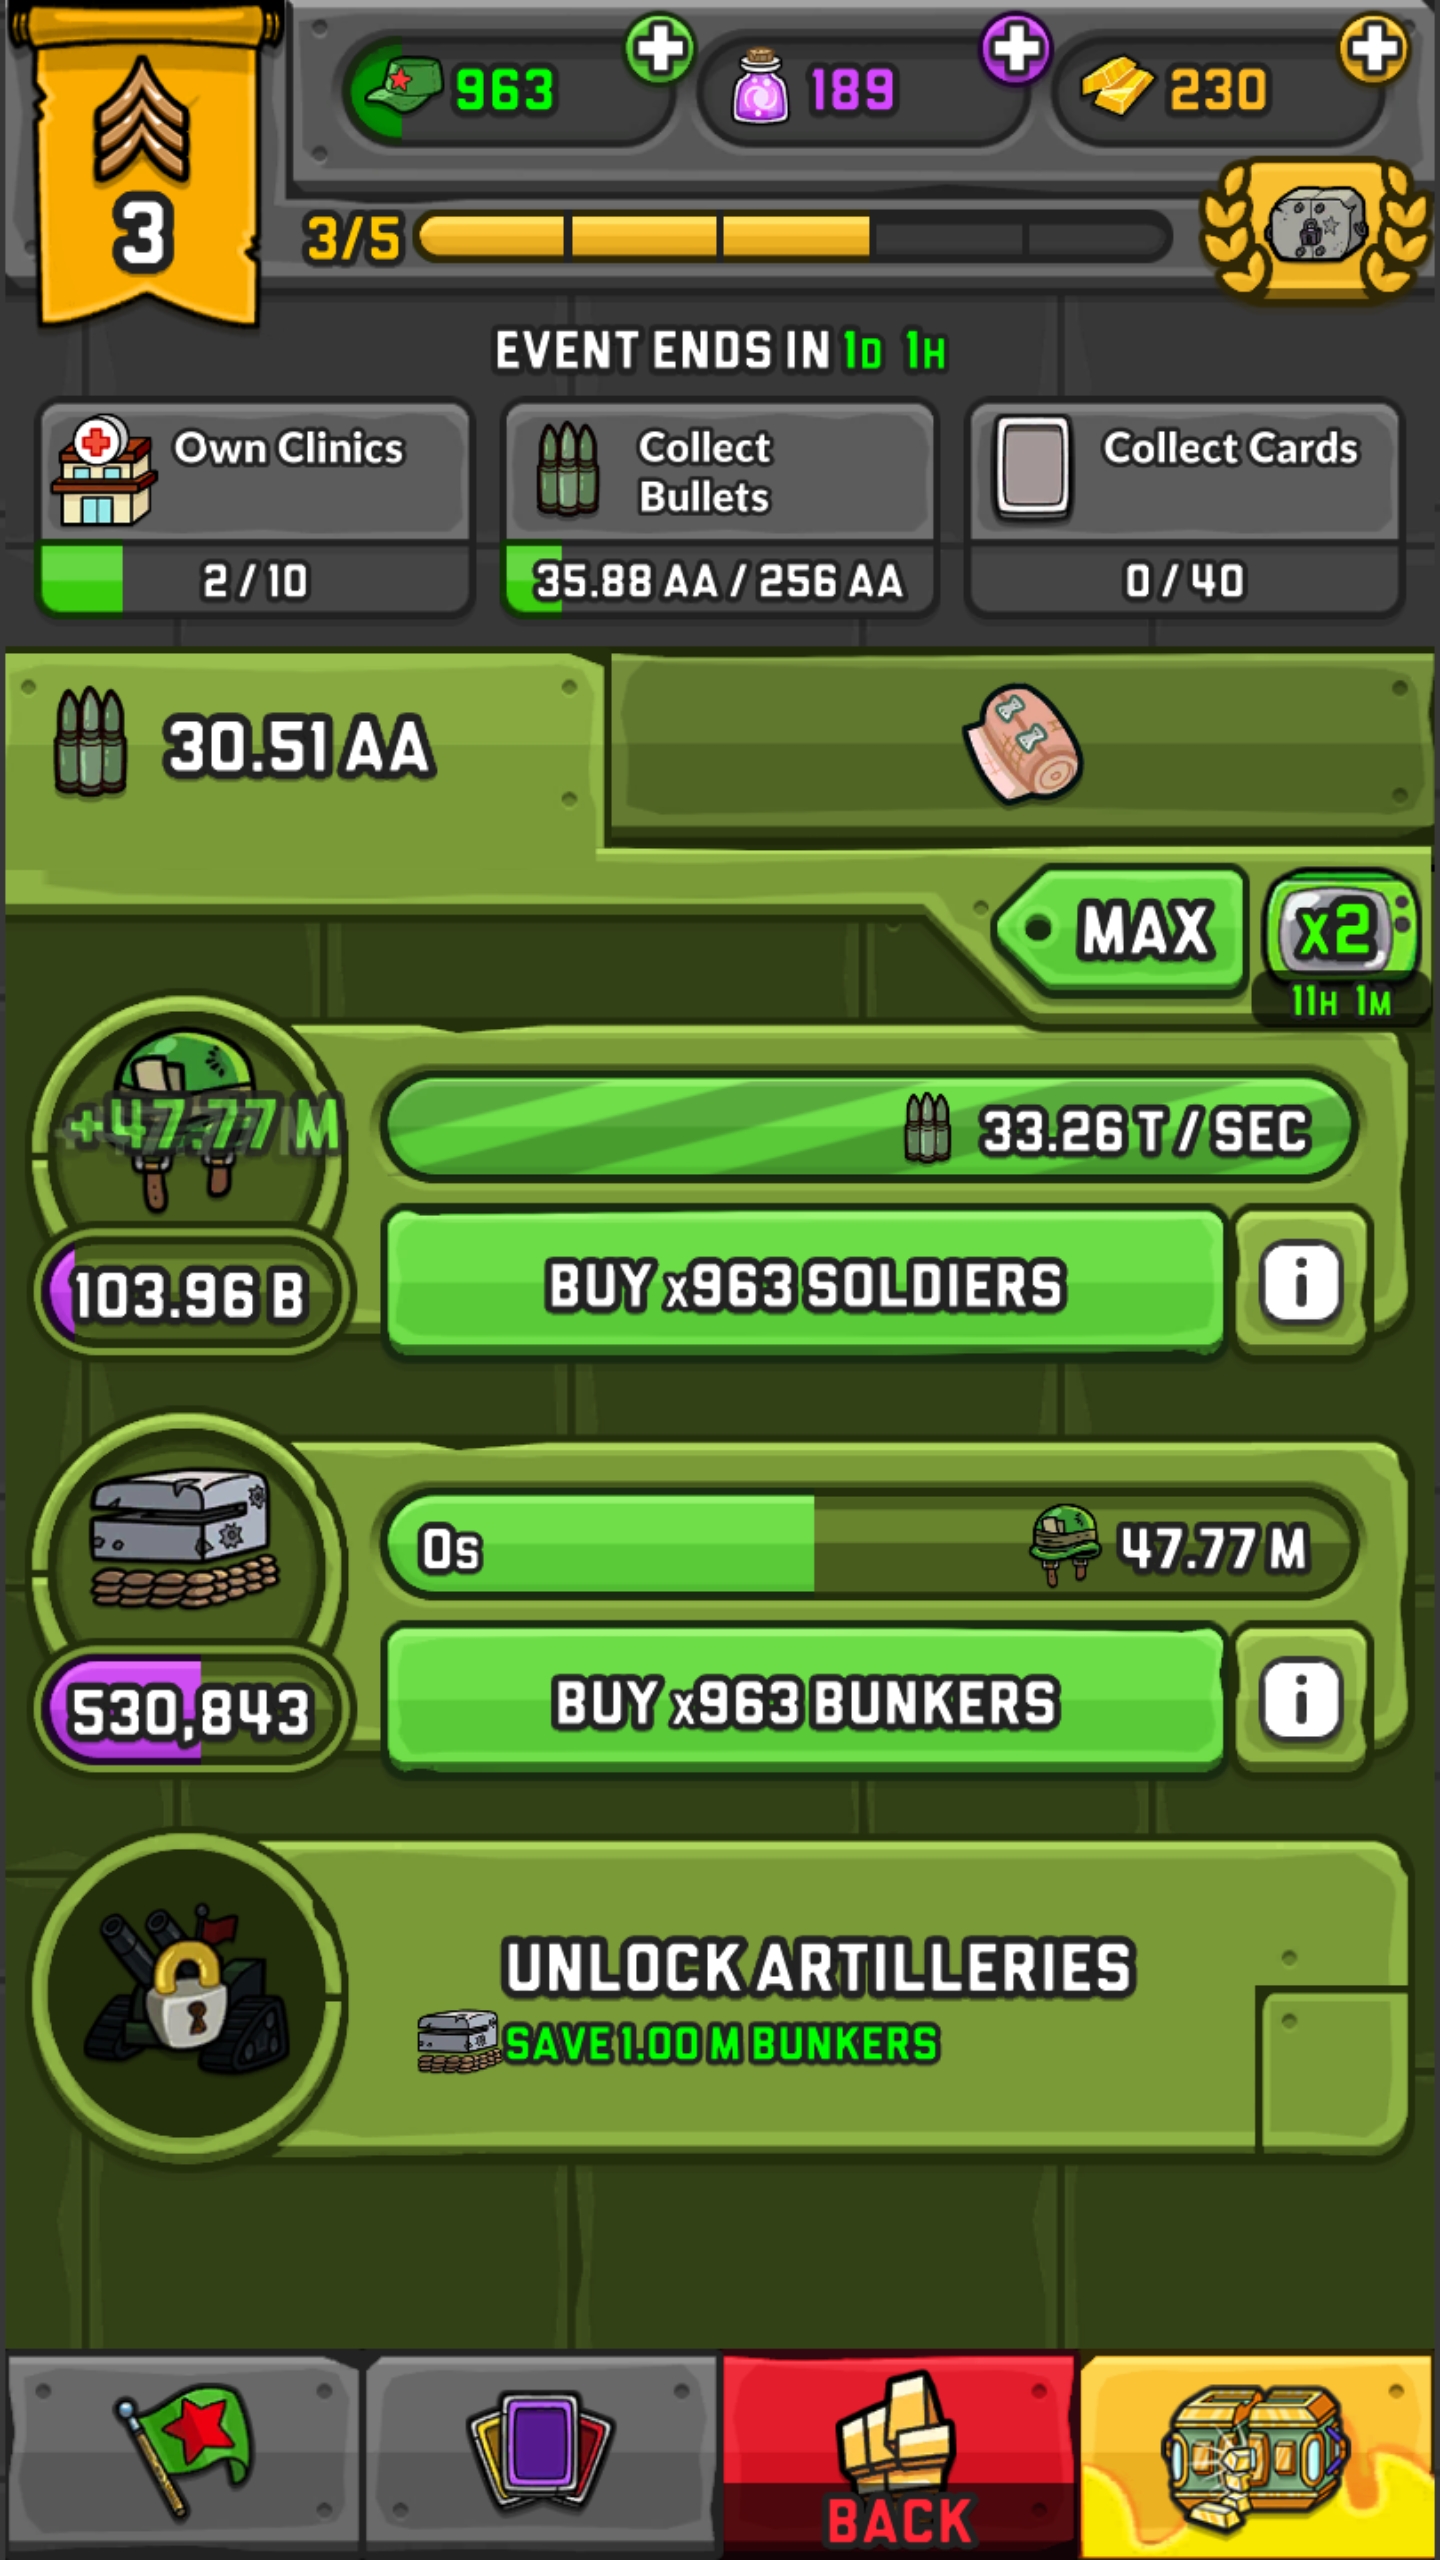 963
189
230
3
3/5
EVENT ENDS IN 1D 1H
Own Clinics
2 / 10
Collect
Bullets
35.88 AA / 256 AA
Collect Cards
0 / 40
30.51 AA
MAX
x2
11H 1M
+47.77 M
33.26 T / SEC
103.96 B
BUY x963 SOLDIERS
i
0s
47.77 M
530,843
BUY x963 BUNKERS
i
UNLOCK ARTILLERIES
SAVE 1.00 M BUNKERS
BACK